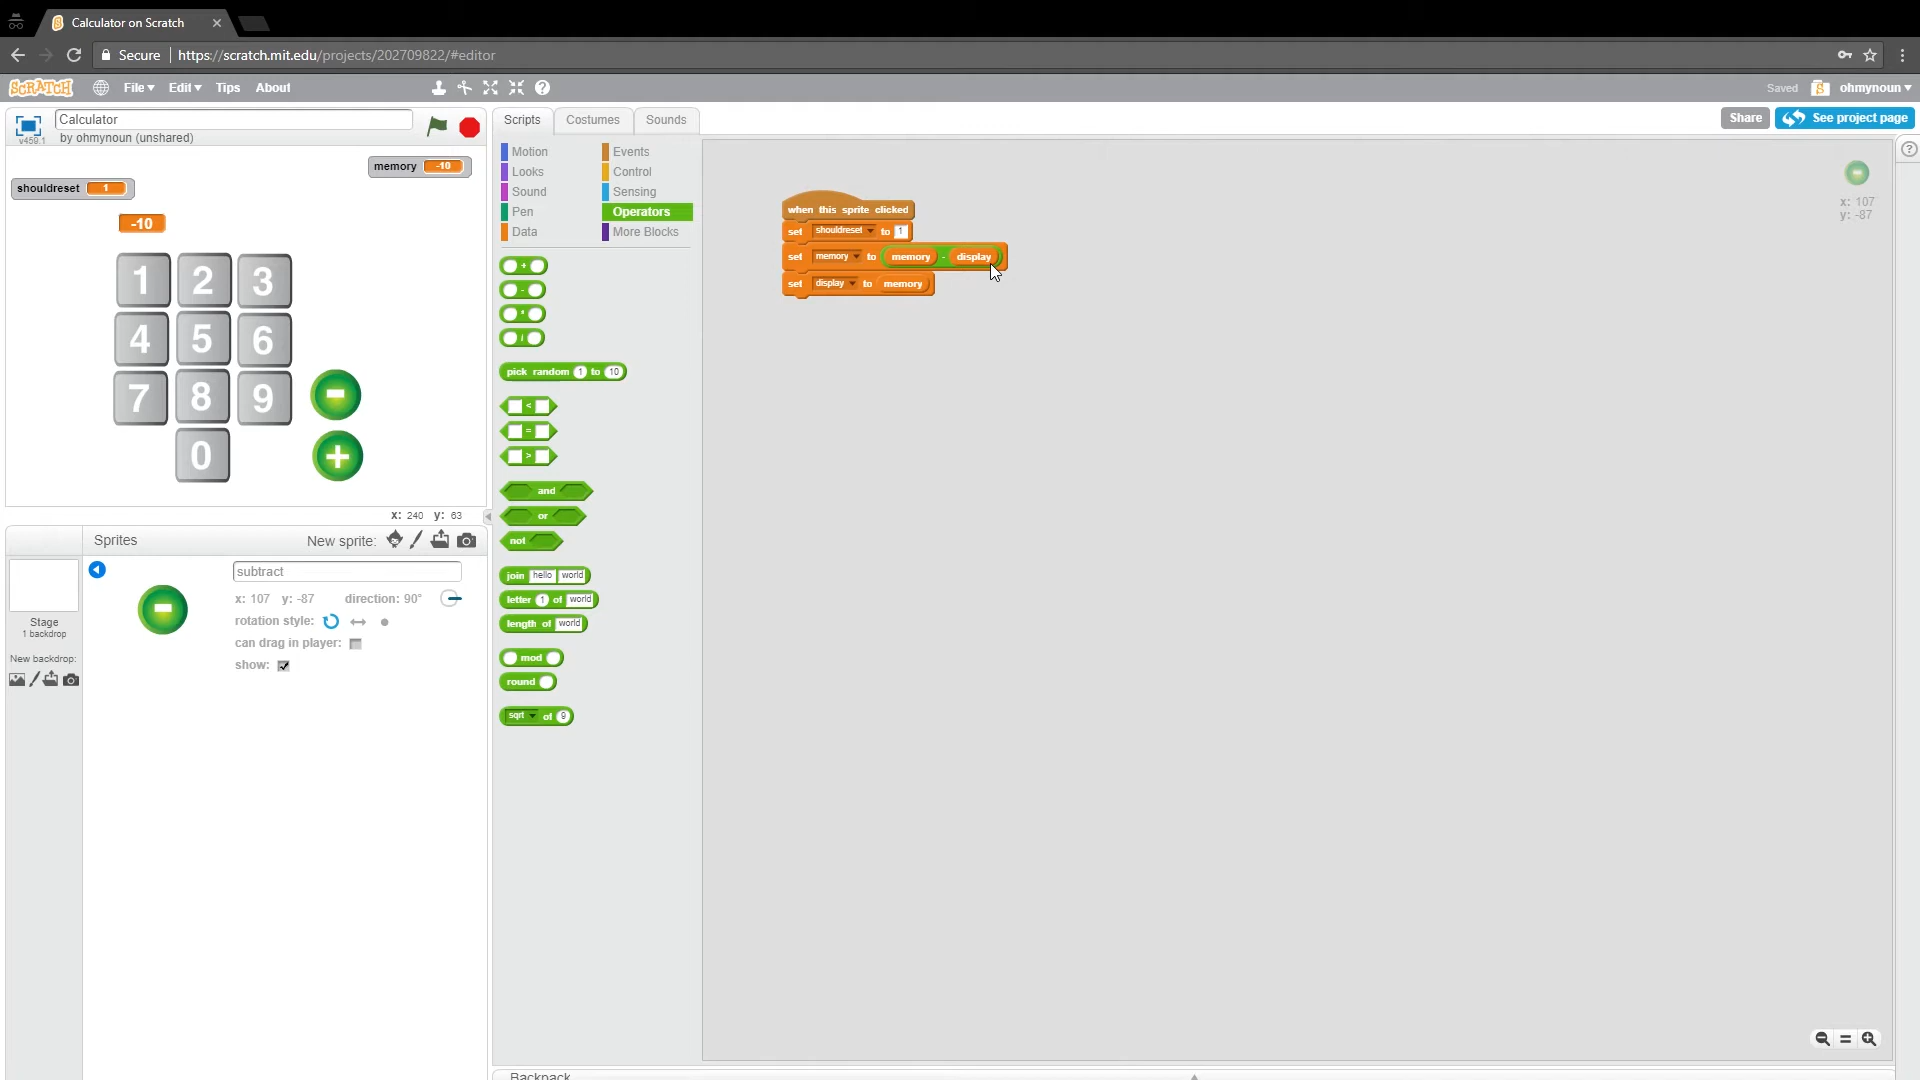 Calculator on Scratch
Secure
https://scratch.mit.edu/projects/202709822/#editor
SCRATCH
File
Edit
Tips
About
Saved
ohmynoun
Calculator
by ohmynoun (unshared)
v459.1
Scripts
Costumes
Sounds
Share
See project page
memory -10
shouldreset 1
-10
1 2 3
4 5 6
7 8 9 -
0 +
x: 240 y: 63
Motion
Looks
Sound
Pen
Data
Events
Control
Sensing
Operators
More Blocks
+
-
*
/
pick random 1 to 10
<
=
>
and
or
not
join hello world
letter 1 of world
length of world
mod
round
sqrt of 9
when this sprite clicked
set shouldreset to 1
set memory to memory - display
set display to memory
x: 107
y: -87
Sprites
New sprite:
Stage
1 backdrop
New backdrop:
subtract
x: 107 y: -87 direction: 90°
rotation style:
can drag in player:
show:
Backpack